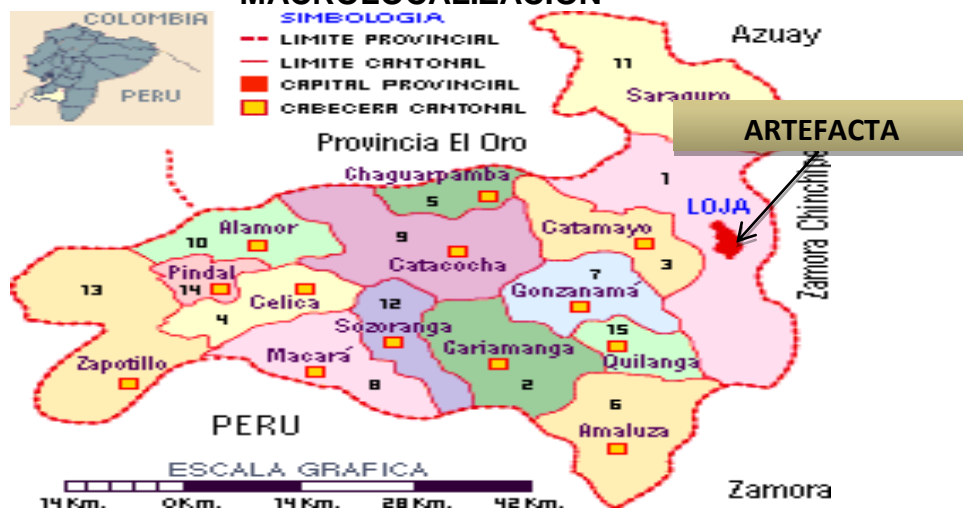 MACROLOCALIZACIÓN
COLOMBIA
PERU
SIMBOLOGIA
LIMITE PROVINCIAL
LIMITE CANTONAL
CAPITAL PROVINCIAL
CABECERA CANTONAL
Azuay
11
Saraguro
ARTEFACTA
Provincia El Oro
Chaguarpamba
5
1
LOJA
Zamora Chinchipe
10
Alamor
9
Catacocha
Catamayo
3
13
Pindal
14
Celica
4
12
Sozoranga
7
Gonzanamá
15
Quilanga
Zapotillo
Macará
8
Cariamanga
2
6
Amaluza
PERU
ESCALA GRAFICA
14 Km. 0Km. 14 Km. 28 Km. 42 Km.
Zamora